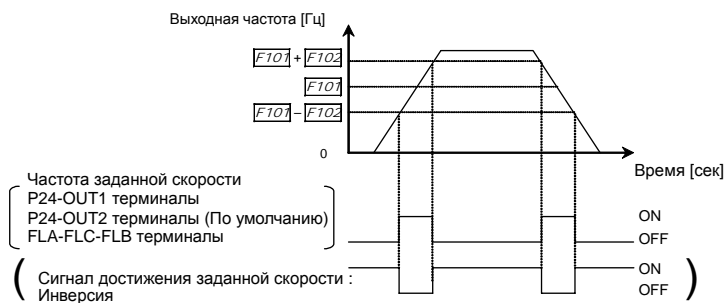 Выходная частота [Гц]
F101 + F102
F101
F101 – F102
0
Время [сек]
Частота заданной скорости
P24-OUT1 терминалы
P24-OUT2 терминалы (По умолчанию)
FLA-FLC-FLB терминалы
ON
OFF
( Сигнал достижения заданной скорости :
Инверсия
ON
OFF )